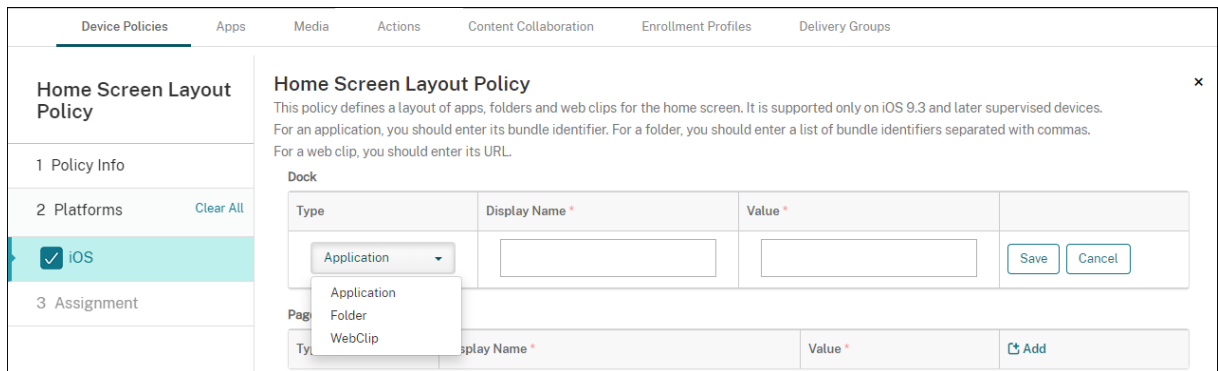 Device Policies Apps Media Actions Content Collaboration Enrollment Profiles Delivery Groups
Home Screen Layout
Policy
1 Policy Info
2 Platforms Clear All
iOS
3 Assignment
Home Screen Layout Policy
This policy defines a layout of apps, folders and web clips for the home screen. It is supported only on iOS 9.3 and later supervised devices.
For an application, you should enter its bundle identifier. For a folder, you should enter a list of bundle identifiers separated with commas.
For a web clip, you should enter its URL.
Dock
Type Display Name * Value *
Application Save Cancel
Application
Folder
WebClip
Pag
Ty splay Name * Value * Add